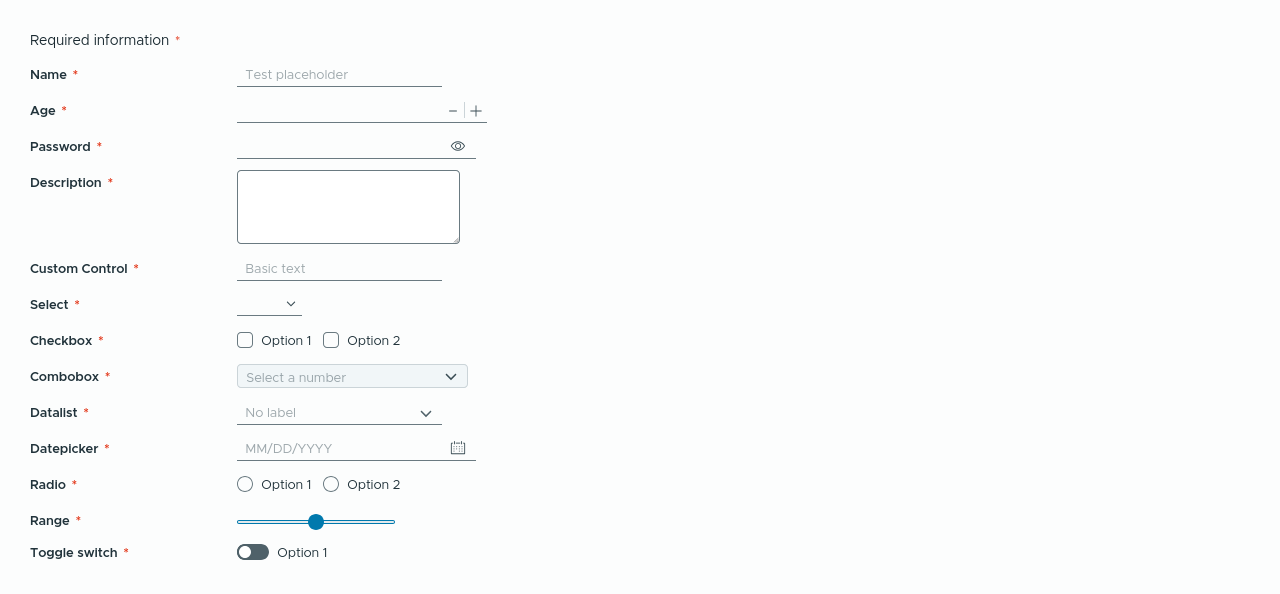 Required information *
Name * Test placeholder
Age *
Password *
Description *
Custom Control * Basic text
Select *
Checkbox * Option 1 Option 2
Combobox * Select a number
Datalist * No label
Datepicker * MM/DD/YYYY
Radio * Option 1 Option 2
Range *
Toggle switch * Option 1